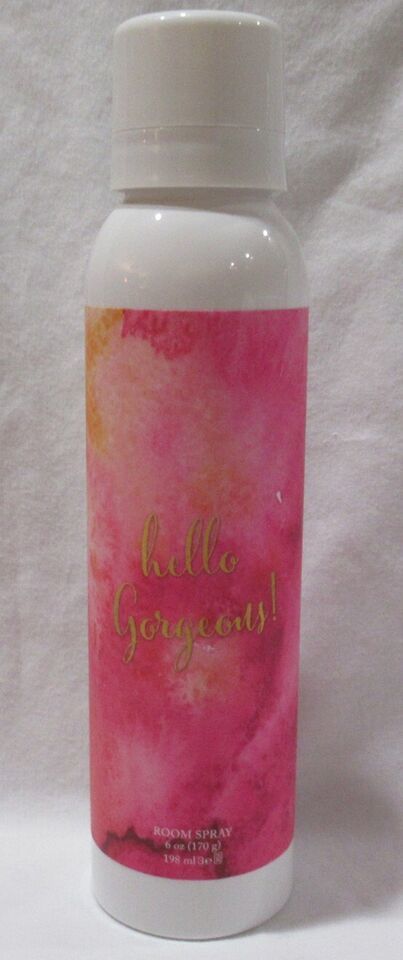 hello
Gorgeous!
ROOM SPRAY
6 oz (170 g)
198 ml